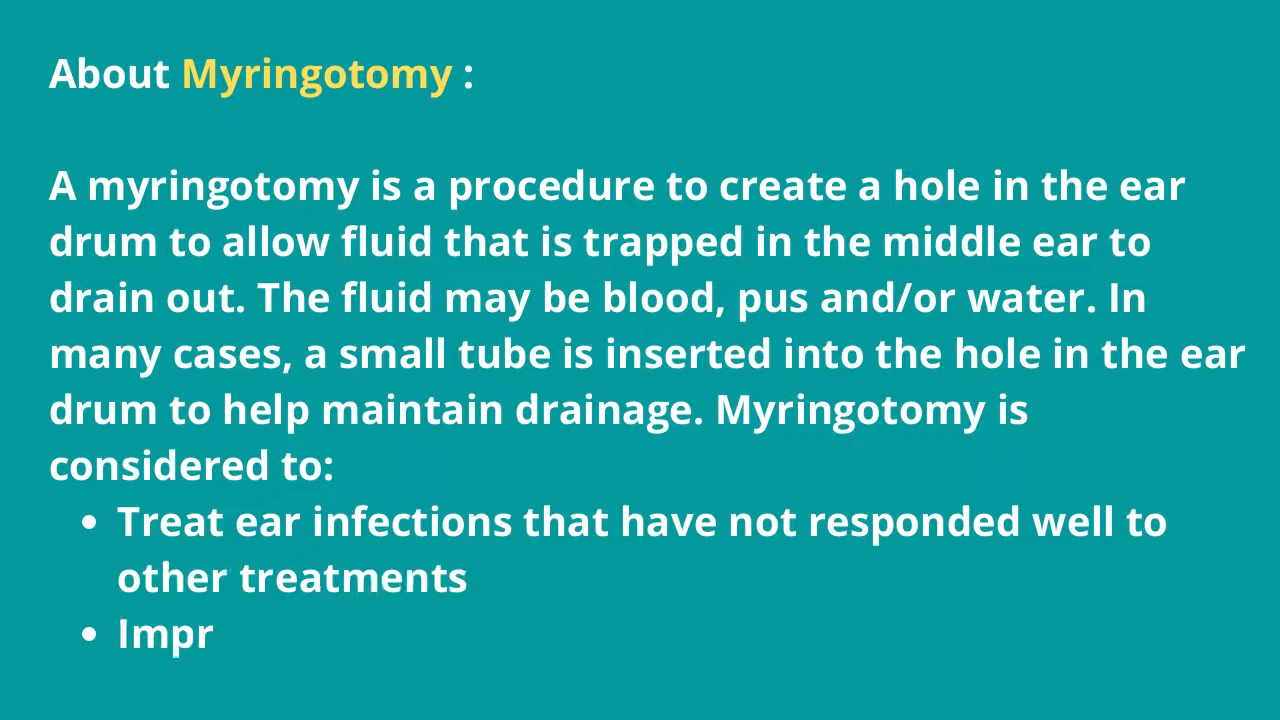 About Myringotomy :
A myringotomy is a procedure to create a hole in the ear
drum to allow fluid that is trapped in the middle ear to
drain out. The fluid may be blood, pus and/or water. In
many cases, a small tube is inserted into the hole in the ear
drum to help maintain drainage. Myringotomy is
considered to:
• Treat ear infections that have not responded well to
other treatments
• Impr